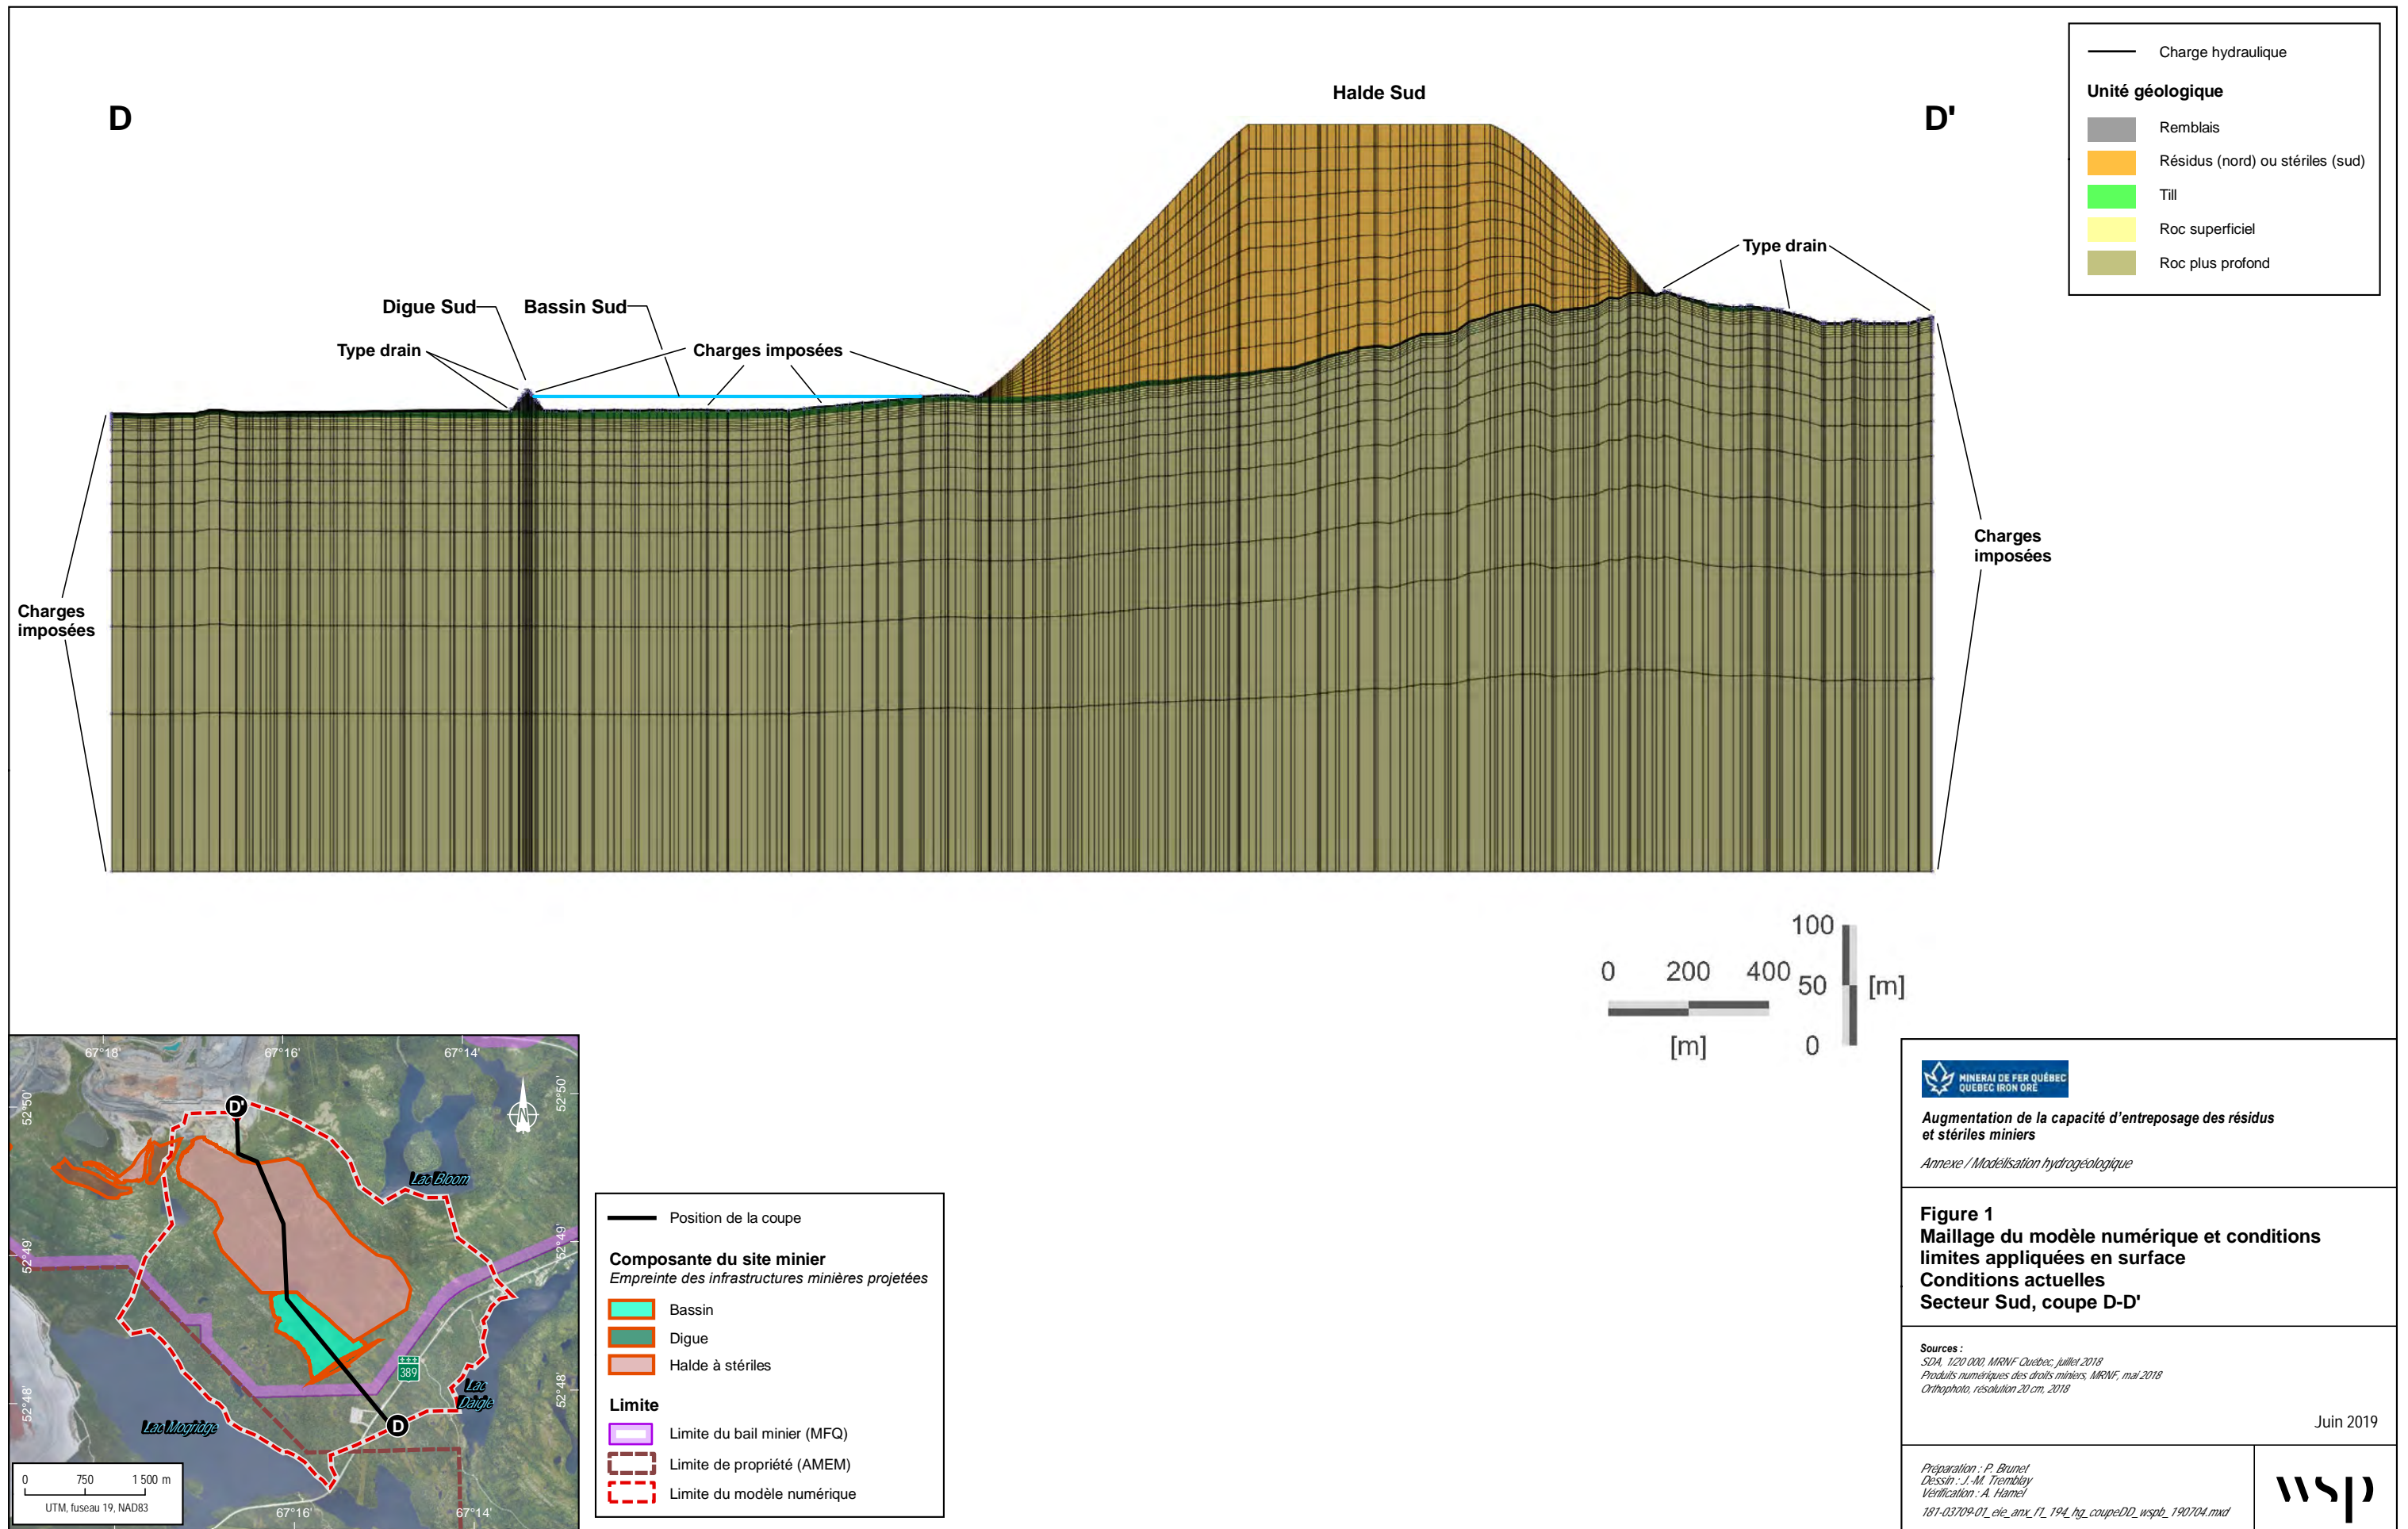 Charge hydraulique
Unité géologique
Remblais
Résidus (nord) ou stériles (sud)
Till
Roc superficiel
Roc plus profond
D
Halde Sud
D'
Type drain
Digue Sud
Bassin Sud
Type drain
Charges imposées
Charges
imposées
Charges
imposées
0 200 400
[m]
100
50
0
[m]
67°18'
67°16'
67°14'
52°50'
52°50'
52°49'
52°49'
52°48'
52°48'
67°16'
67°14'
D'
D
N
Lac Bloom
Lac
Daigle
Lac Mogridge
389
0 750 1 500 m
UTM, fuseau 19, NAD83
Position de la coupe
Composante du site minier
Empreinte des infrastructures minières projetées
Bassin
Digue
Halde à stériles
Limite
Limite du bail minier (MFQ)
Limite de propriété (AMEM)
Limite du modèle numérique
MINERAI DE FER QUÉBEC
QUEBEC IRON ORE
Augmentation de la capacité d'entreposage des résidus
et stériles miniers
Annexe / Modélisation hydrogéologique
Figure 1
Maillage du modèle numérique et conditions
limites appliquées en surface
Conditions actuelles
Secteur Sud, coupe D-D'
Sources :
SDA, 1/20 000, MRNF Québec, juillet 2018
Produits numériques des droits miniers, MRNF, mai 2018
Orthophoto, résolution 20 cm, 2018
Juin 2019
Préparation : P. Brunet
Dessin : J.-M. Tremblay
Vérification : A. Hamel
181-03709-01_eie_anx_f1_194_hg_coupeDD_wspb_190704.mxd
wsp